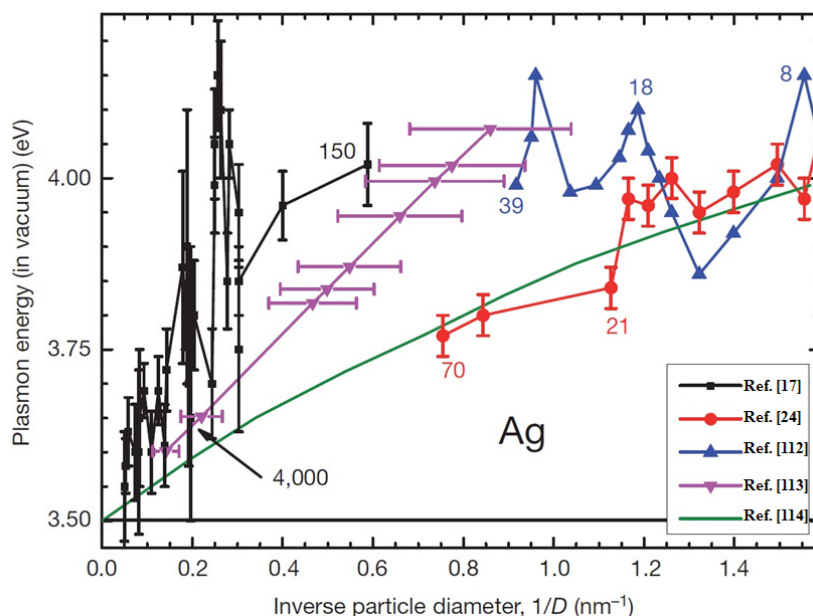 Plasmon energy (in vacuum) (eV)
4.00
3.75
3.50
150
39
18
8
70
21
4,000
Ag
Ref. [17]
Ref. [24]
Ref. [112]
Ref. [113]
Ref. [114]
0.0 0.2 0.4 0.6 0.8 1.0 1.2 1.4 1.6
Inverse particle diameter, 1/D (nm⁻¹)